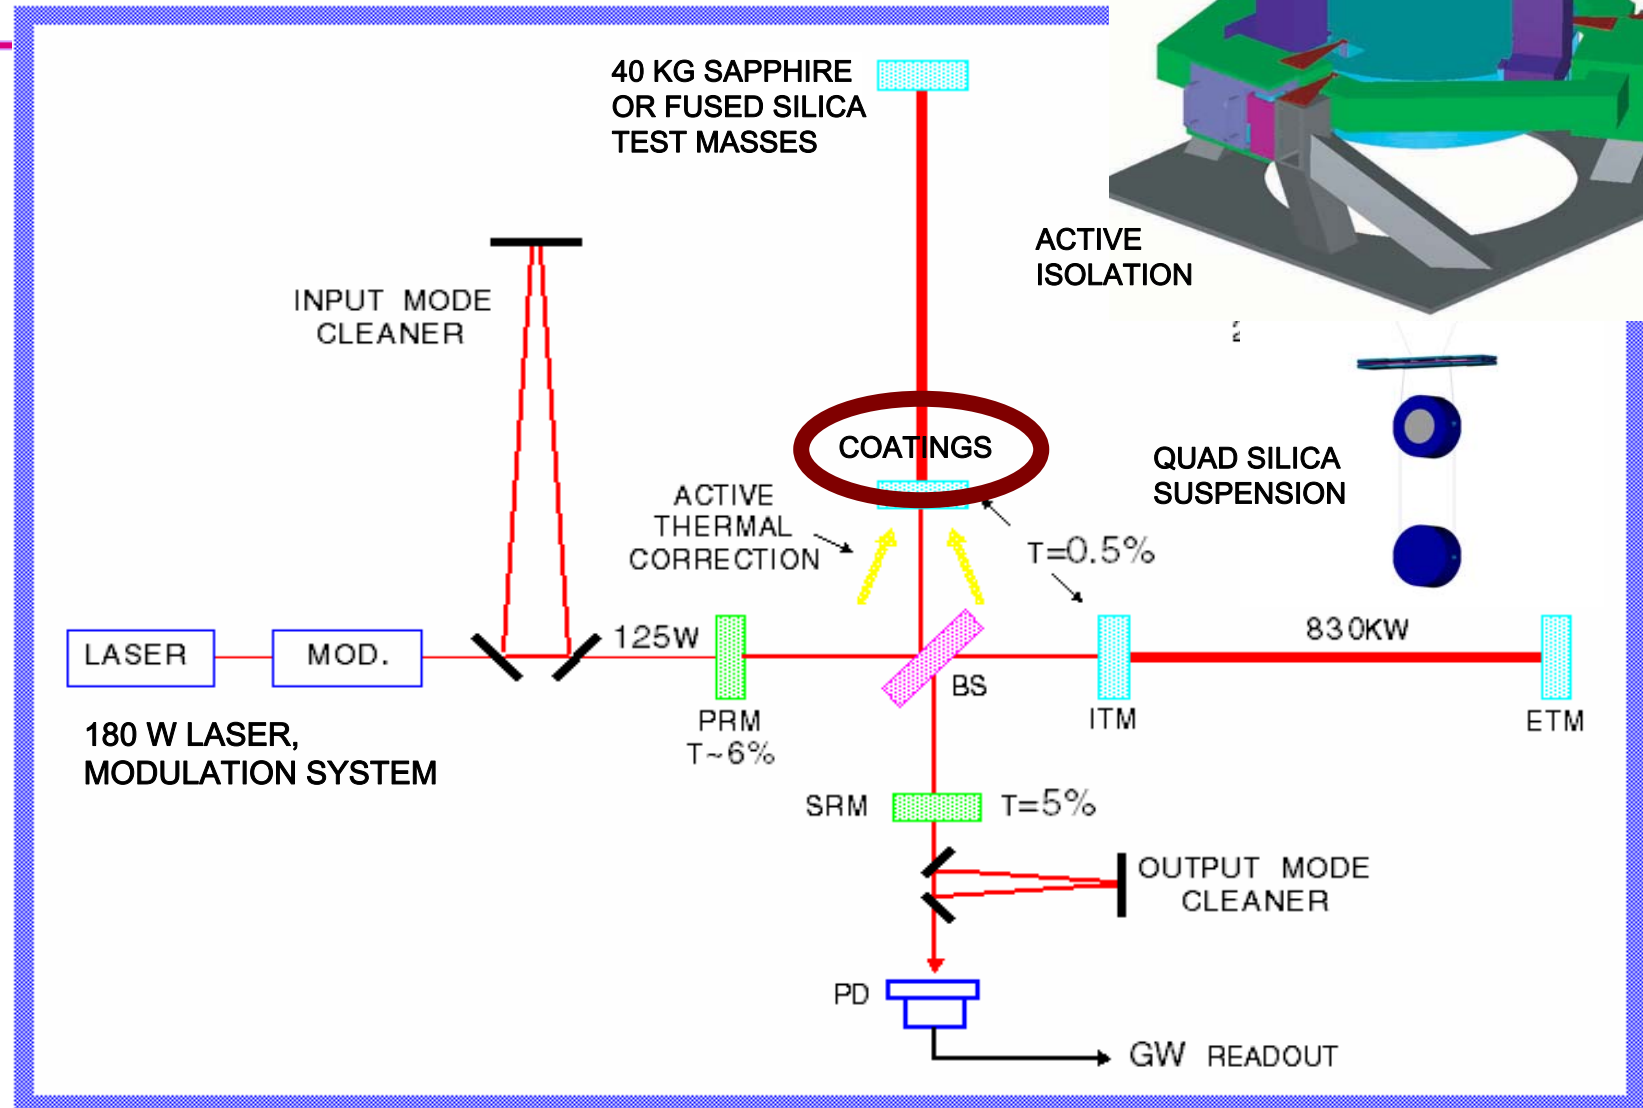 40 KG SAPPHIRE
OR FUSED SILICA
TEST MASSES
ACTIVE
ISOLATION
INPUT MODE
CLEANER
COATINGS
QUAD SILICA
SUSPENSION
ACTIVE
THERMAL
CORRECTION
T=0.5%
LASER
MOD.
125W
830KW
BS
PRM
T~6%
ITM
ETM
180 W LASER,
MODULATION SYSTEM
SRM
T=5%
OUTPUT MODE
CLEANER
PD
GW READOUT